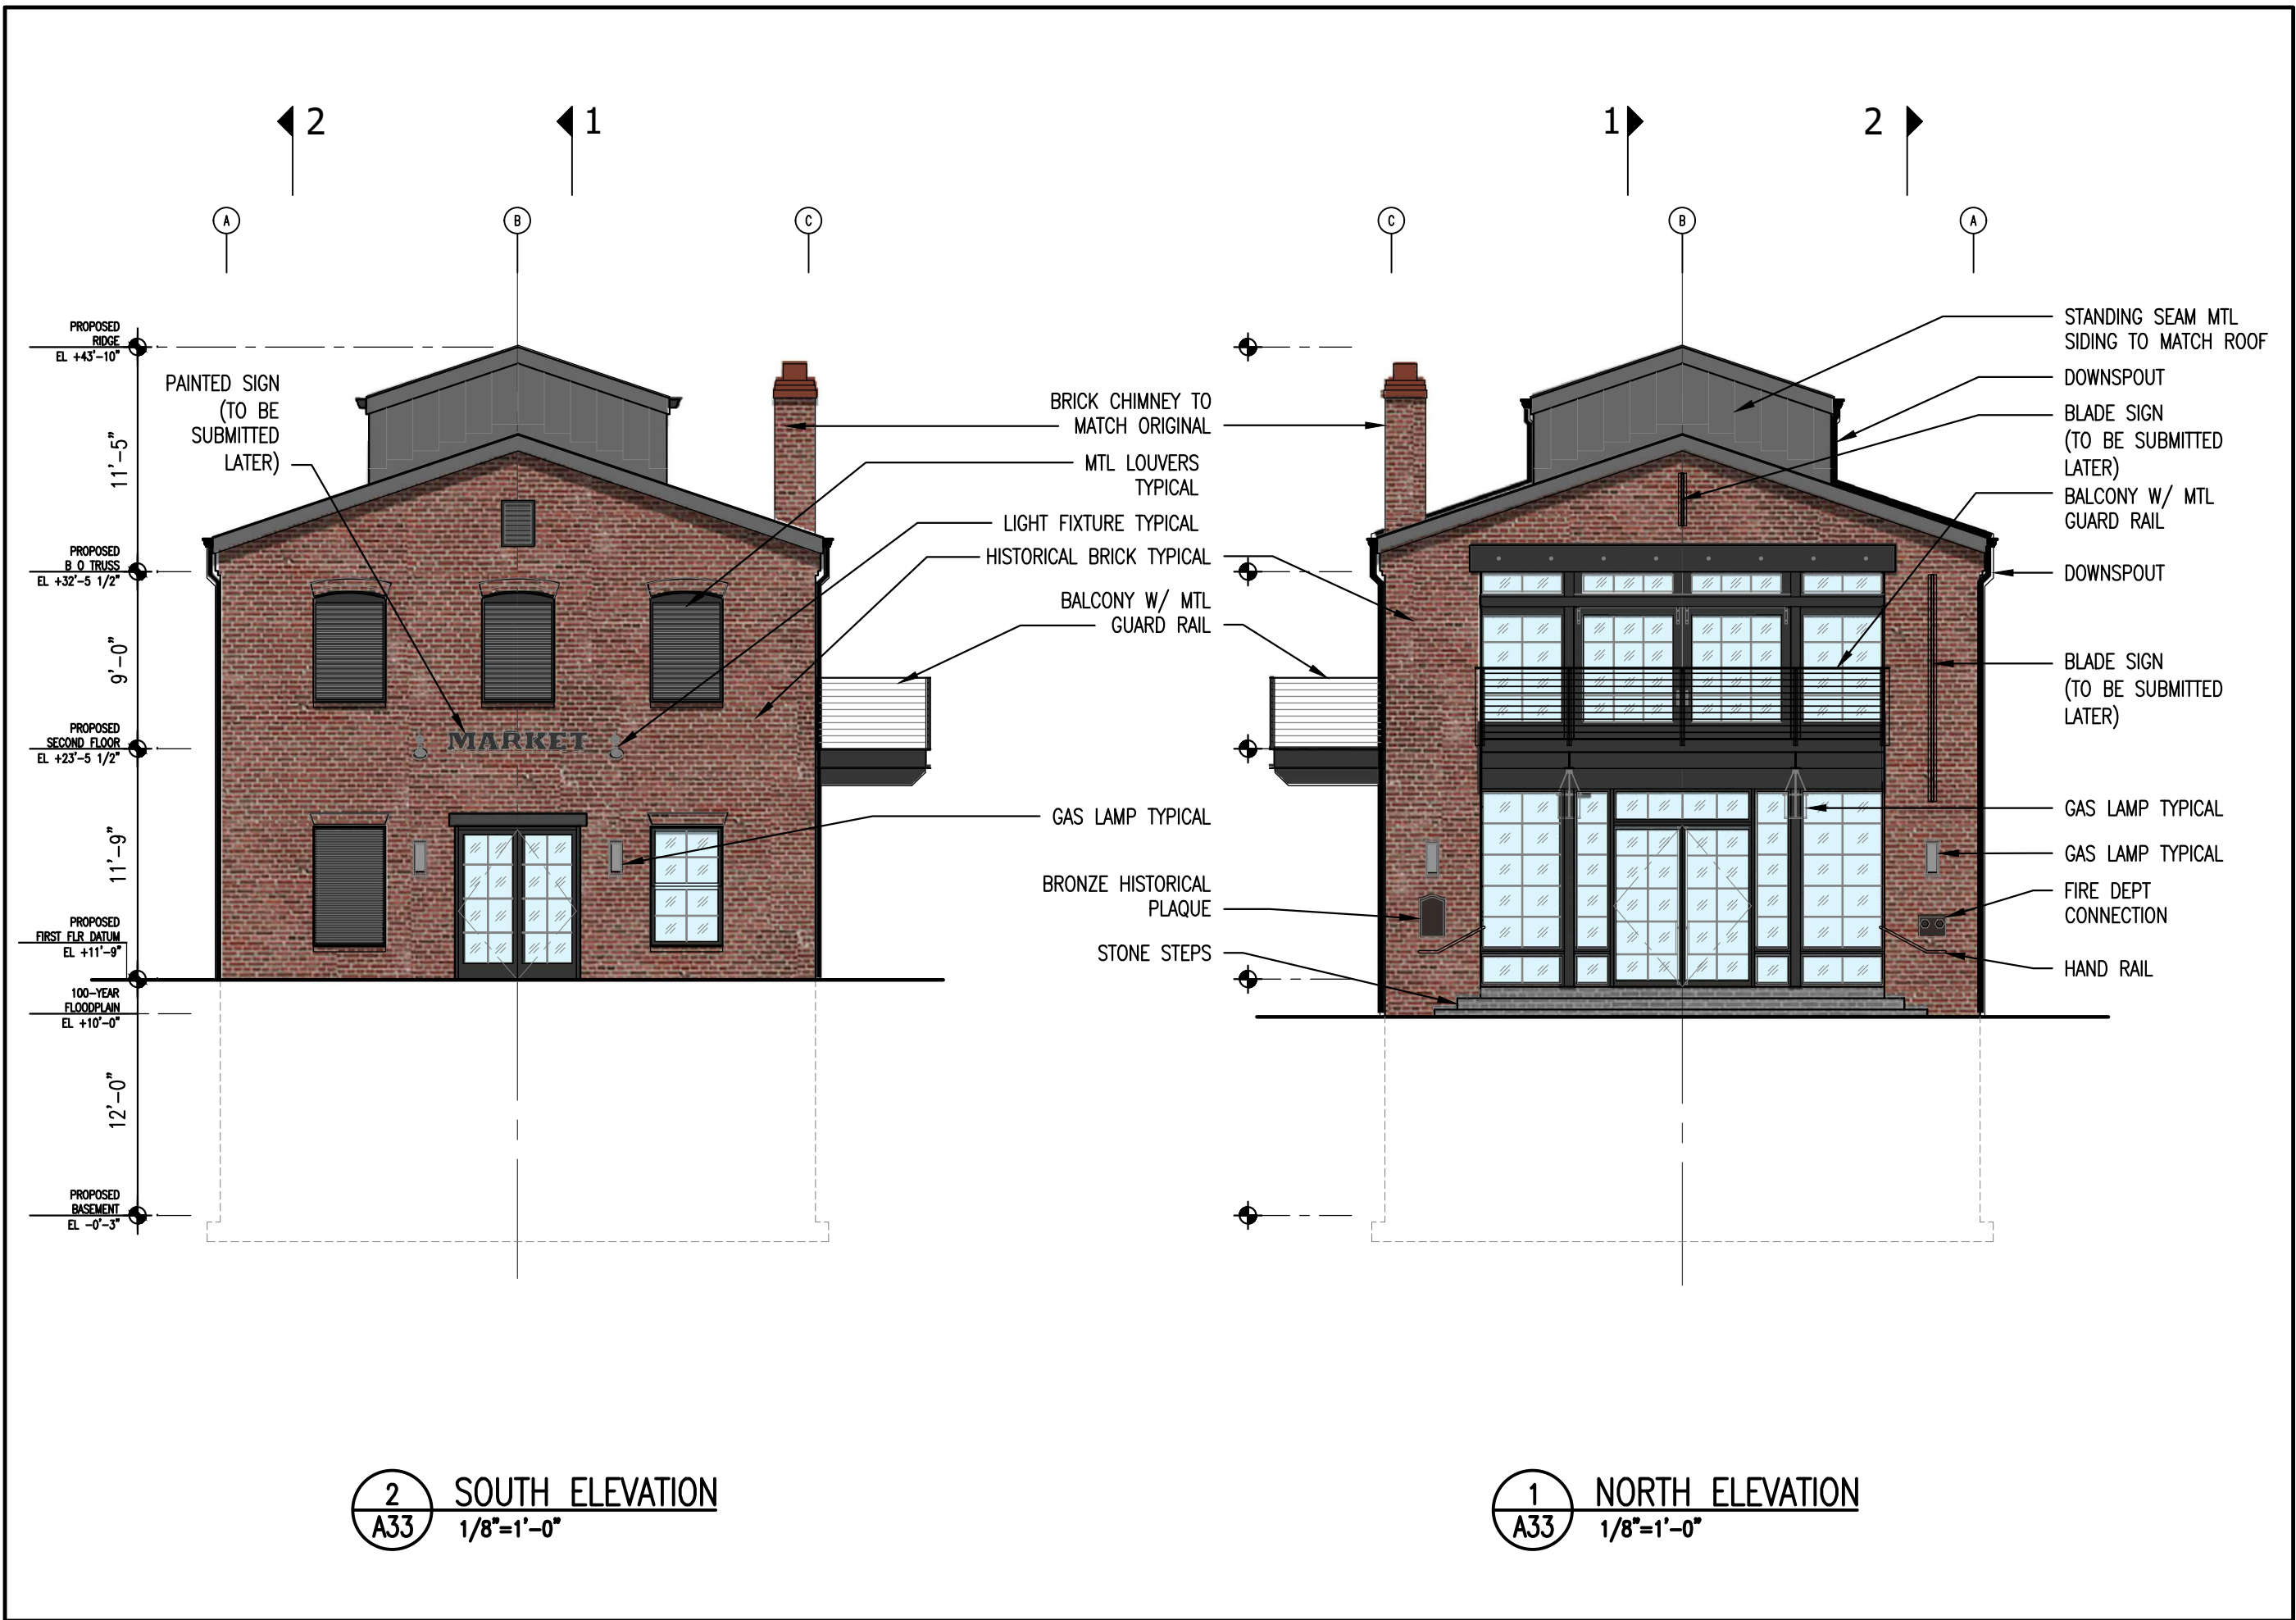 2
1
1
2
A
B
C
C
B
A
PROPOSED
RIDGE
EL +43'-10"
11'-5"
PROPOSED
B O TRUSS
EL +32'-5 1/2"
9'-0"
PROPOSED
SECOND FLOOR
EL +23'-5 1/2"
11'-9"
PROPOSED
FIRST FLR DATUM
EL +11'-9"
100-YEAR
FLOODPLAIN
EL +10'-0"
12'-0"
PROPOSED
BASEMENT
EL -0'-3"
PAINTED SIGN
(TO BE
SUBMITTED
LATER)
MARKET
BRICK CHIMNEY TO
MATCH ORIGINAL
MTL LOUVERS
TYPICAL
LIGHT FIXTURE TYPICAL
HISTORICAL BRICK TYPICAL
BALCONY W/ MTL
GUARD RAIL
GAS LAMP TYPICAL
BRONZE HISTORICAL
PLAQUE
STONE STEPS
STANDING SEAM MTL
SIDING TO MATCH ROOF
DOWNSPOUT
BLADE SIGN
(TO BE SUBMITTED
LATER)
BALCONY W/ MTL
GUARD RAIL
DOWNSPOUT
BLADE SIGN
(TO BE SUBMITTED
LATER)
GAS LAMP TYPICAL
GAS LAMP TYPICAL
FIRE DEPT
CONNECTION
HAND RAIL
2
A33
SOUTH ELEVATION
1/8"=1'-0"
1
A33
NORTH ELEVATION
1/8"=1'-0"